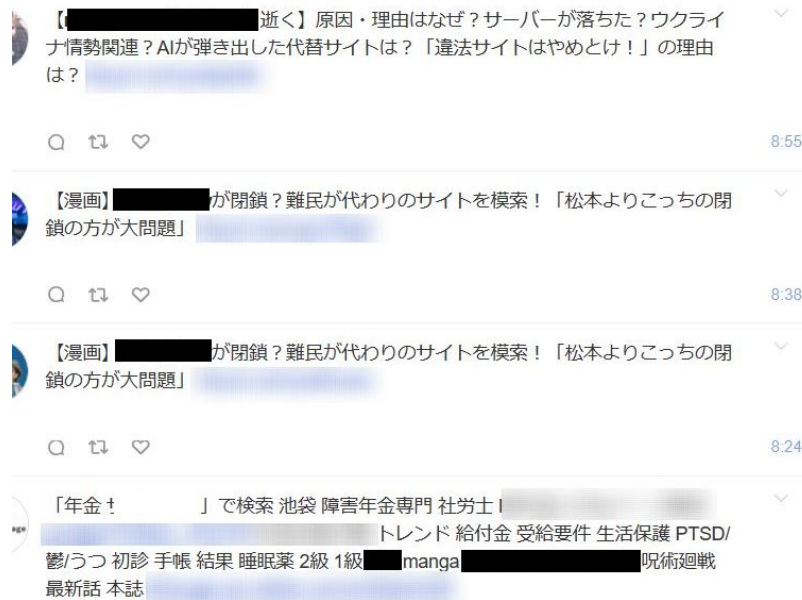 【 逝く】原因・理由はなぜ？サーバーが落ちた？ウクライ
ナ情勢関連？AIが弾き出した代替サイトは？「違法サイトはやめとけ！」の理由
は？
8:55
【漫画】 が閉鎖？難民が代わりのサイトを模索！「松本よりこっちの閉
鎖の方が大問題」
8:38
【漫画】 が閉鎖？難民が代わりのサイトを模索！「松本よりこっちの閉
鎖の方が大問題」
8:24
「年金 」で検索 池袋 障害年金専門 社労士
トレンド 給付金 受給要件 生活保護 PTSD/
鬱/うつ 初診 手帳 結果 睡眠薬 2級 1級 manga 呪術廻戦
最新話 本誌